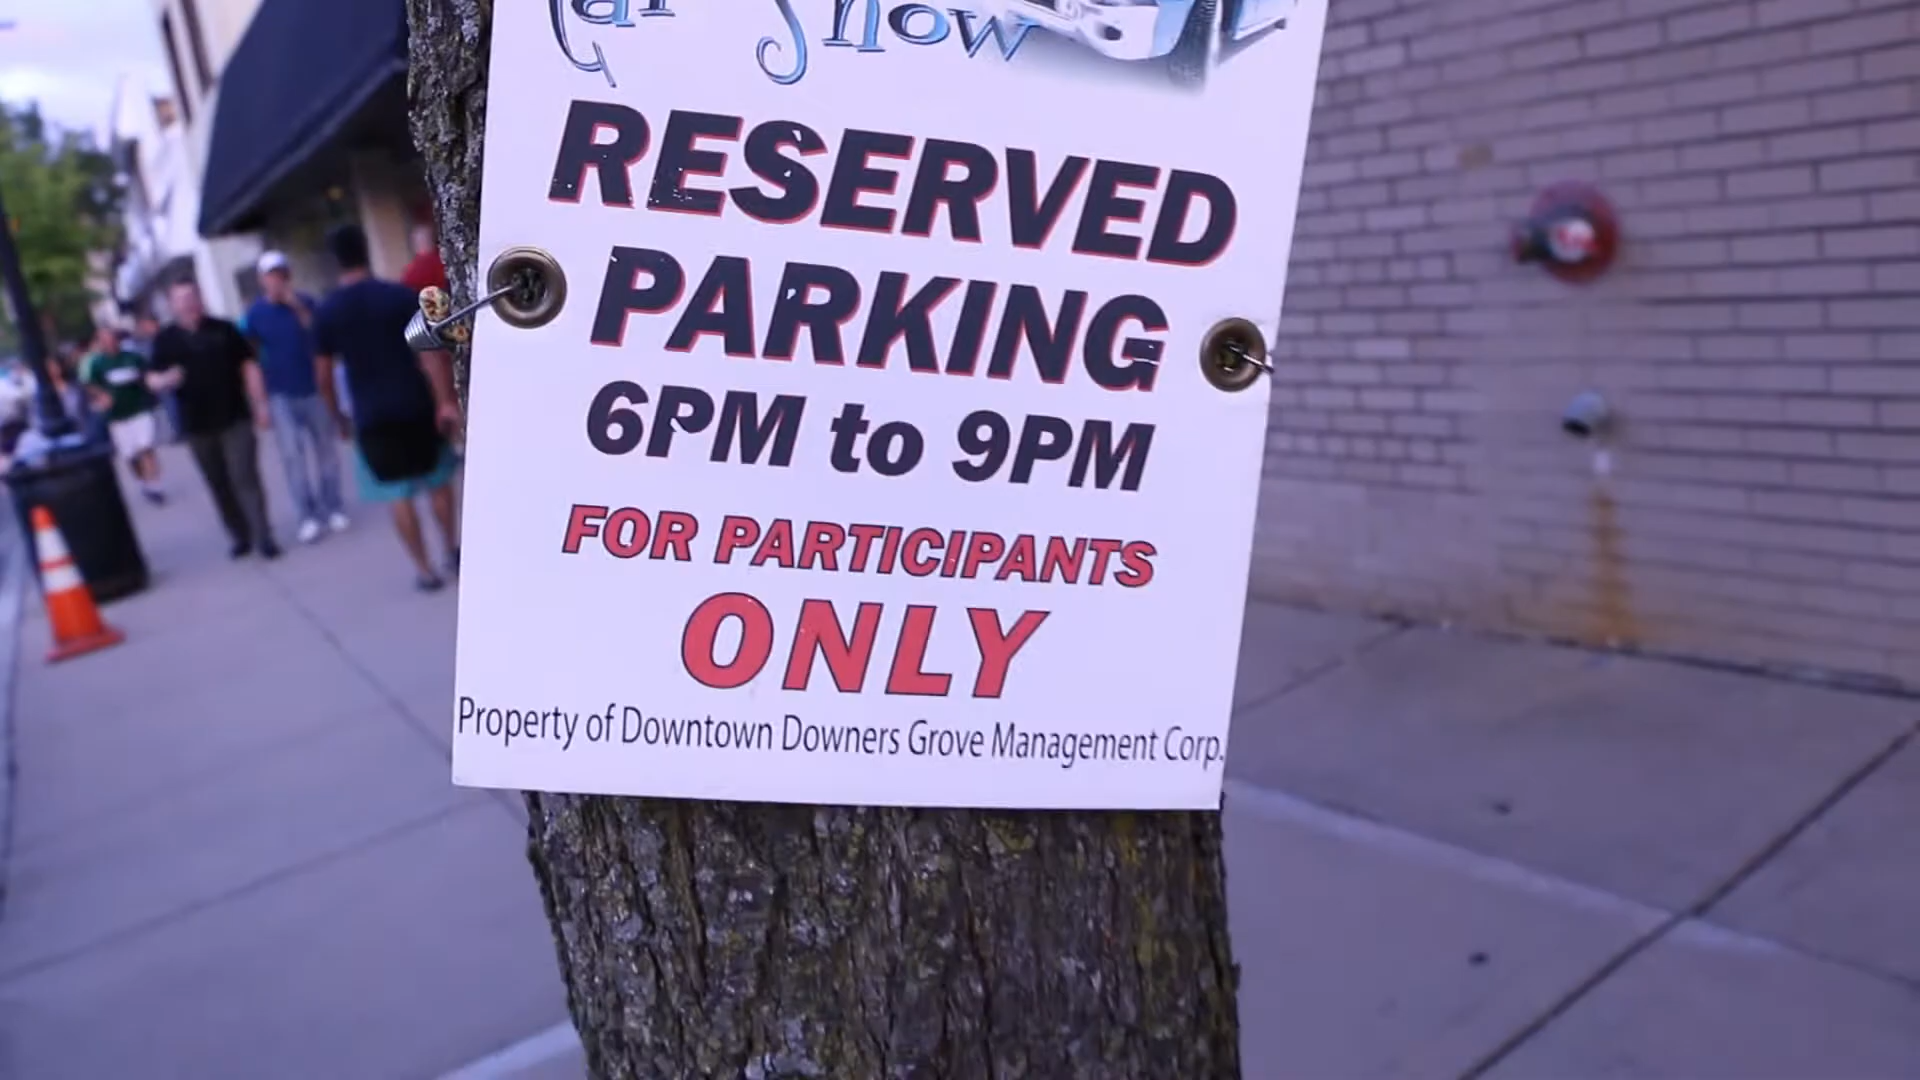 Car Show
RESERVED
PARKING
6PM to 9PM
FOR PARTICIPANTS
ONLY
Property of Downtown Downers Grove Management Corp.